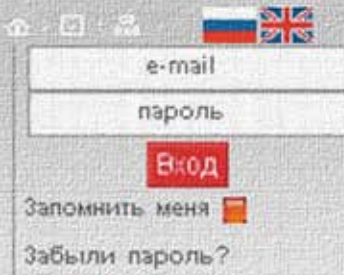 e-mail
пароль
Вход
Запомнить меня
Забыли пароль?